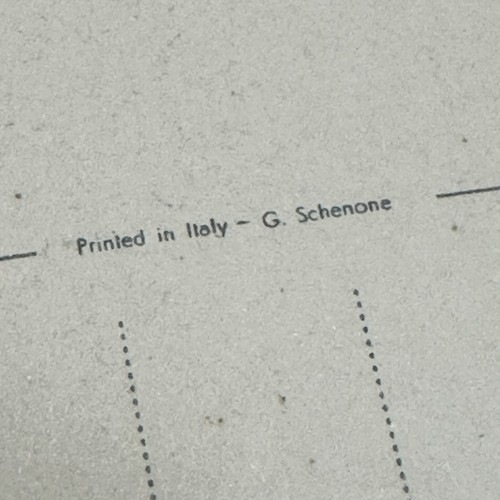 Printed in Italy – G. Schenone